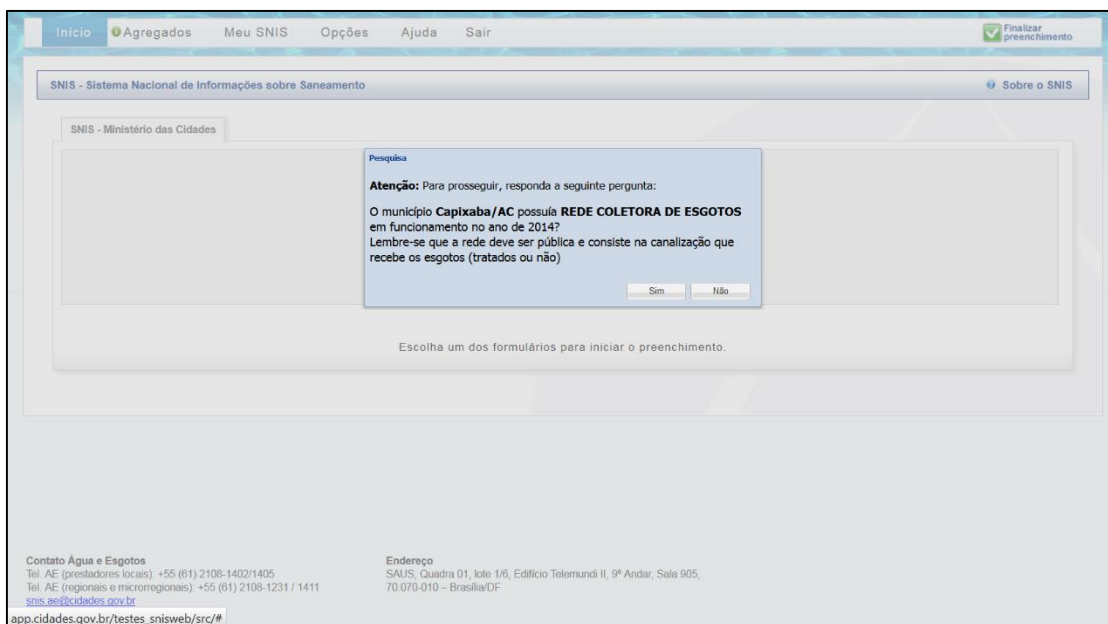 Início Agregados Meu SNIS Opções Ajuda Sair
Finalizar
preenchimento
SNIS - Sistema Nacional de Informações sobre Saneamento
Sobre o SNIS
SNIS - Ministério das Cidades
Pesquisa
Atenção: Para prosseguir, responda a seguinte pergunta:
O município Capixaba/AC possuía REDE COLETORA DE ESGOTOS
em funcionamento no ano de 2014?
Lembre-se que a rede deve ser pública e consiste na canalização que
recebe os esgotos (tratados ou não)
Sim Não
Escolha um dos formulários para iniciar o preenchimento.
Contato Água e Esgotos
Tel. AE (prestadores locais): +55 (61) 2108-1402/1405
Tel. AE (regionais e microrregionais): +55 (61) 2108-1231 / 1411
snis.ae@cidades.gov.br
Endereço
SAUS, Quadra 01, lote 1/6, Edifício Telemundi II, 9º Andar, Sala 905,
70.070-010 – Brasília/DF
app.cidades.gov.br/testes_snisweb/src/#